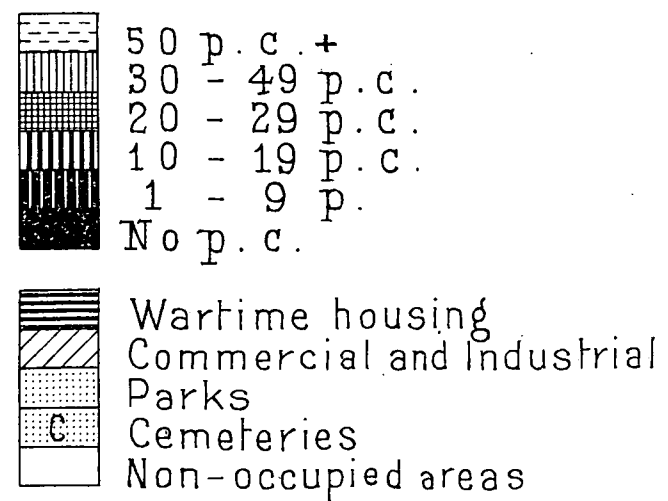 50 p.c.+
30 - 49 p.c.
20 - 29 p.c.
10 - 19 p.c.
1 - 9 p.
No p.c.
Wartime housing
Commercial and Industrial
Parks
C Cemeteries
Non-occupied areas